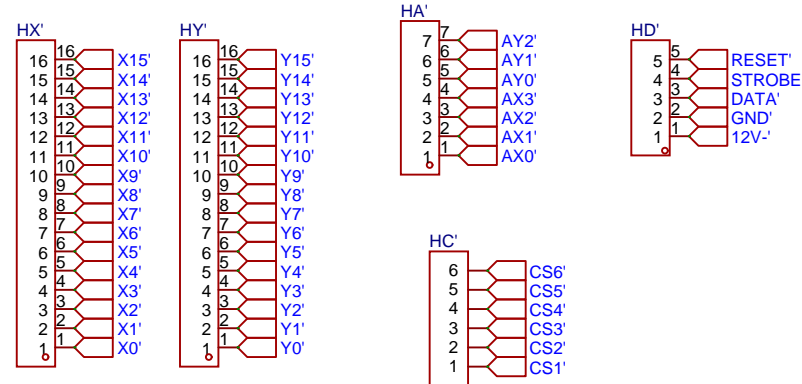 HX'
16 16 X15'
15 15 X14'
14 14 X13'
13 13 X12'
12 12 X11'
11 11 X10'
10 10 X9'
9 9 X8'
8 8 X7'
7 7 X6'
6 6 X5'
5 5 X4'
4 4 X3'
3 3 X2'
2 2 X1'
1 1 X0'
HY'
16 16 Y15'
15 15 Y14'
14 14 Y13'
13 13 Y12'
12 12 Y11'
11 11 Y10'
10 10 Y9'
9 9 Y8'
8 8 Y7'
7 7 Y6'
6 6 Y5'
5 5 Y4'
4 4 Y3'
3 3 Y2'
2 2 Y1'
1 1 Y0'
HA'
7 7 AY2'
6 6 AY1'
5 5 AY0'
4 4 AX3'
3 3 AX2'
2 2 AX1'
1 1 AX0'
HC'
6 CS6'
5 CS5'
4 CS4'
3 CS3'
2 CS2'
1 CS1'
HD'
5 5 RESET'
4 4 STROBE
3 3 DATA'
2 2 GND'
1 1 12V-'